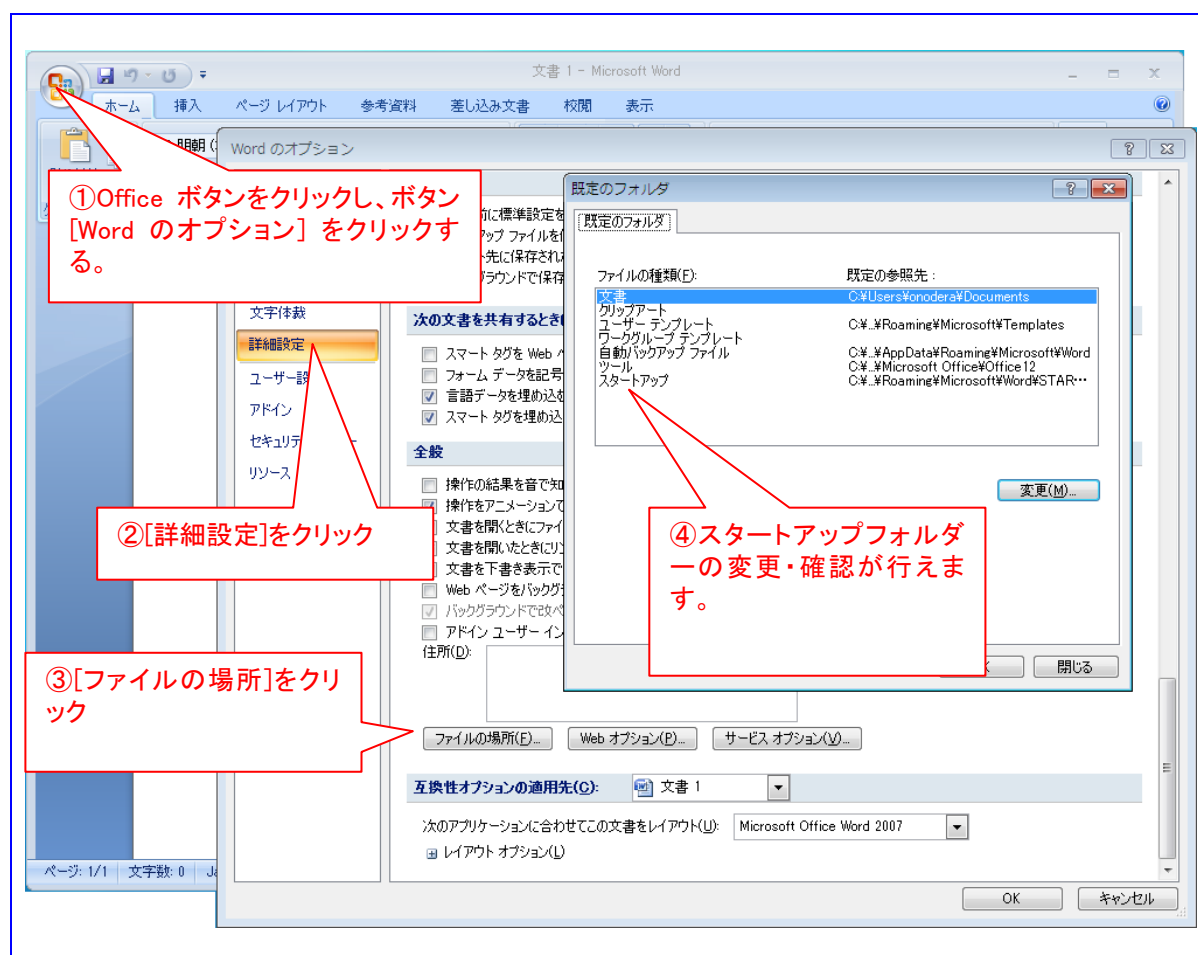 文書 1 - Microsoft Word
ホーム 挿入 ページ レイアウト 参考資料 差し込み文書 校閲 表示
Word のオプション
①Office ボタンをクリックし、ボタン
[Word のオプション] をクリックす
る。
文字体裁
詳細設定
ユーザー設
アドイン
セキュリテ
リソース
②[詳細設定]をクリック
③[ファイルの場所]をクリ
ック
次の文書を共有するとき
スマート タグを Web
フォーム データを記号
言語データを埋め込む
スマート タグを埋め込
全般
操作の結果を音で知
操作をアニメーションで
文書を開くときにファイ
文書を開いたときにリン
文書を下書き表示で
Web ページをバックグ
バックグラウンドで改ペ
アドイン ユーザー イン
住所(D):
ファイルの場所(F)... Web オプション(P)... サービス オプション(V)...
互換性オプションの適用先(C): 文書 1
次のアプリケーションに合わせてこの文書をレイアウト(U): Microsoft Office Word 2007
レイアウト オプション(L)
OK キャンセル
既定のフォルダ
既定のフォルダ
ファイルの種類(F): 既定の参照先 :
文書 C:¥Users¥onodera¥Documents
クリップアート
ユーザー テンプレート C:¥..¥Roaming¥Microsoft¥Templates
ワークグループ テンプレート
自動バックアップ ファイル C:¥..¥AppData¥Roaming¥Microsoft¥Word
ツール C:¥..¥Microsoft Office¥Office12
スタートアップ C:¥..¥Roaming¥Microsoft¥Word¥STAR…
変更(M)...
④スタートアップフォルダ
ーの変更・確認が行えま
す。
閉じる
ページ: 1/1 文字数: 0